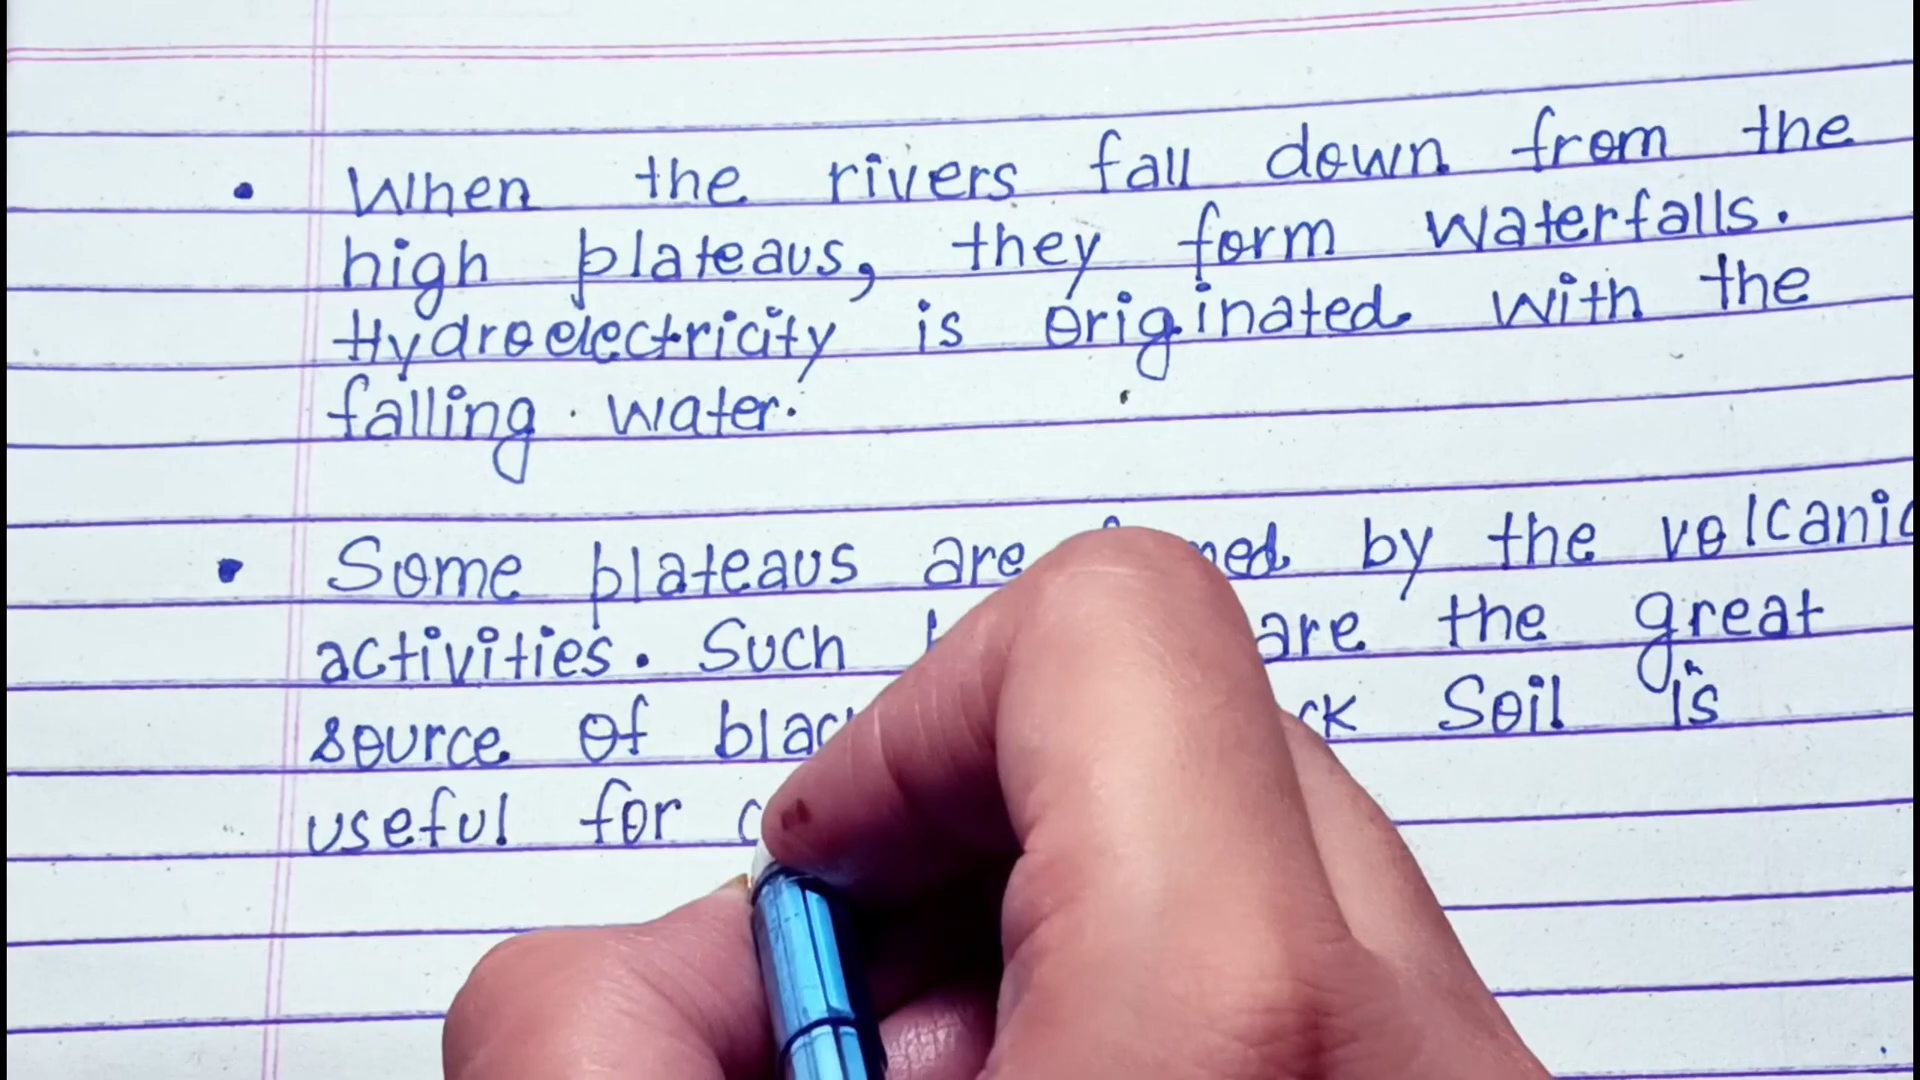 • When the rivers fall down from the
high plateaus, they form waterfalls.
Hydroelectricity is originated with the
falling water.
• Some plateaus are by the volcanic
activities. Such are the great
source of Soil is
useful for